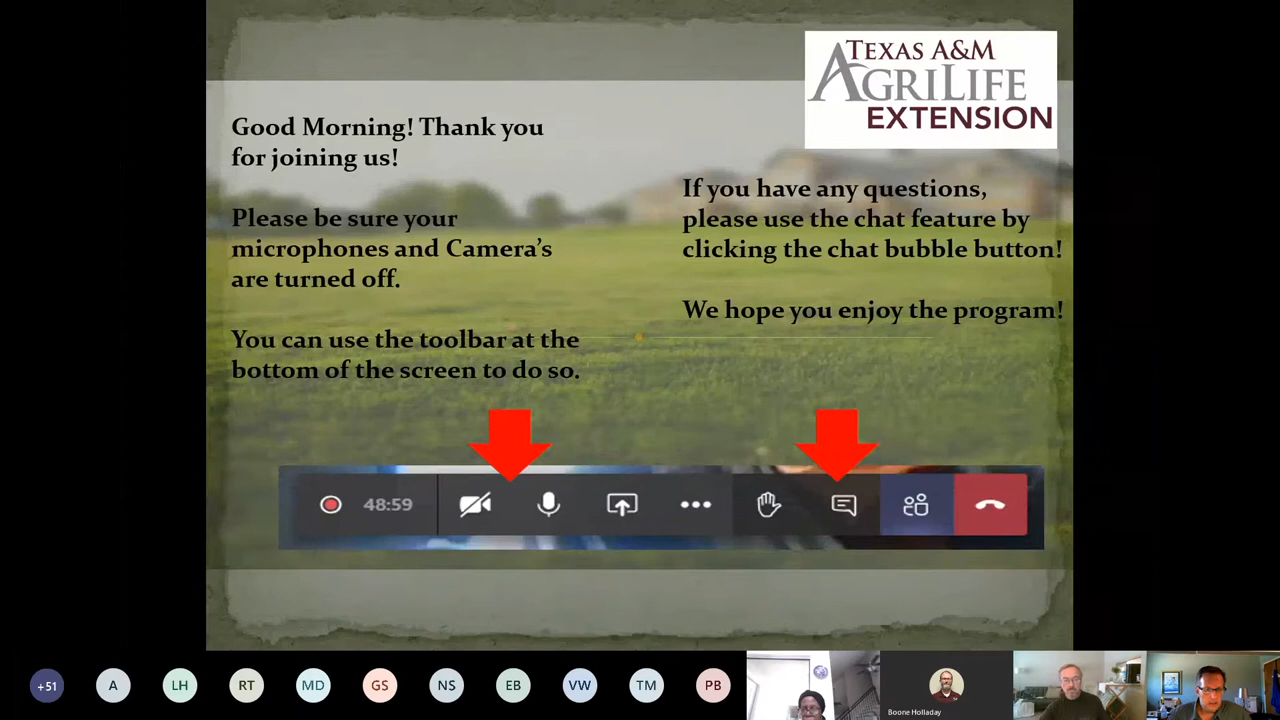 TEXAS A&M
AGRILIFE
EXTENSION
Good Morning! Thank you
for joining us!
Please be sure your
microphones and Camera's
are turned off.
You can use the toolbar at the
bottom of the screen to do so.
If you have any questions,
please use the chat feature by
clicking the chat bubble button!
We hope you enjoy the program!
48:59
+51
A
LH
RT
MD
GS
NS
EB
VW
TM
PB
Boone Holladay